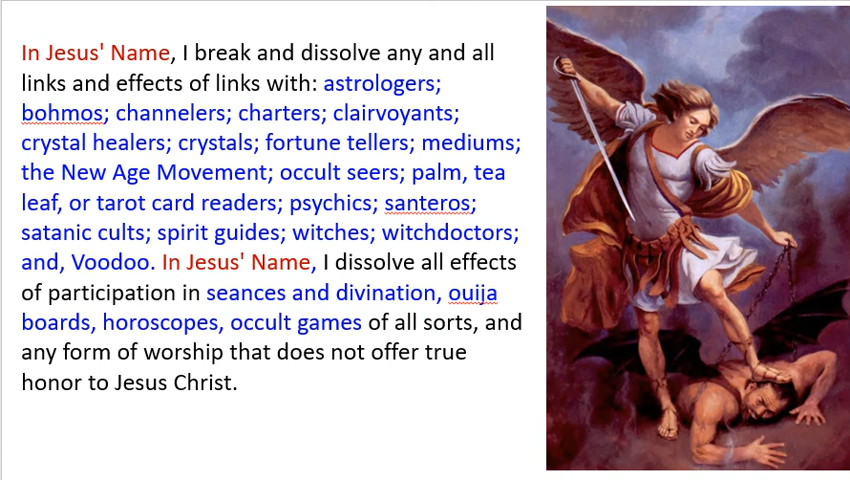 In Jesus' Name, I break and dissolve any and all
links and effects of links with: astrologers;
bohmos; channelers; charters; clairvoyants;
crystal healers; crystals; fortune tellers; mediums;
the New Age Movement; occult seers; palm, tea
leaf, or tarot card readers; psychics; santeros;
satanic cults; spirit guides; witches; witchdoctors;
and, Voodoo. In Jesus' Name, I dissolve all effects
of participation in seances and divination, ouija
boards, horoscopes, occult games of all sorts, and
any form of worship that does not offer true
honor to Jesus Christ.